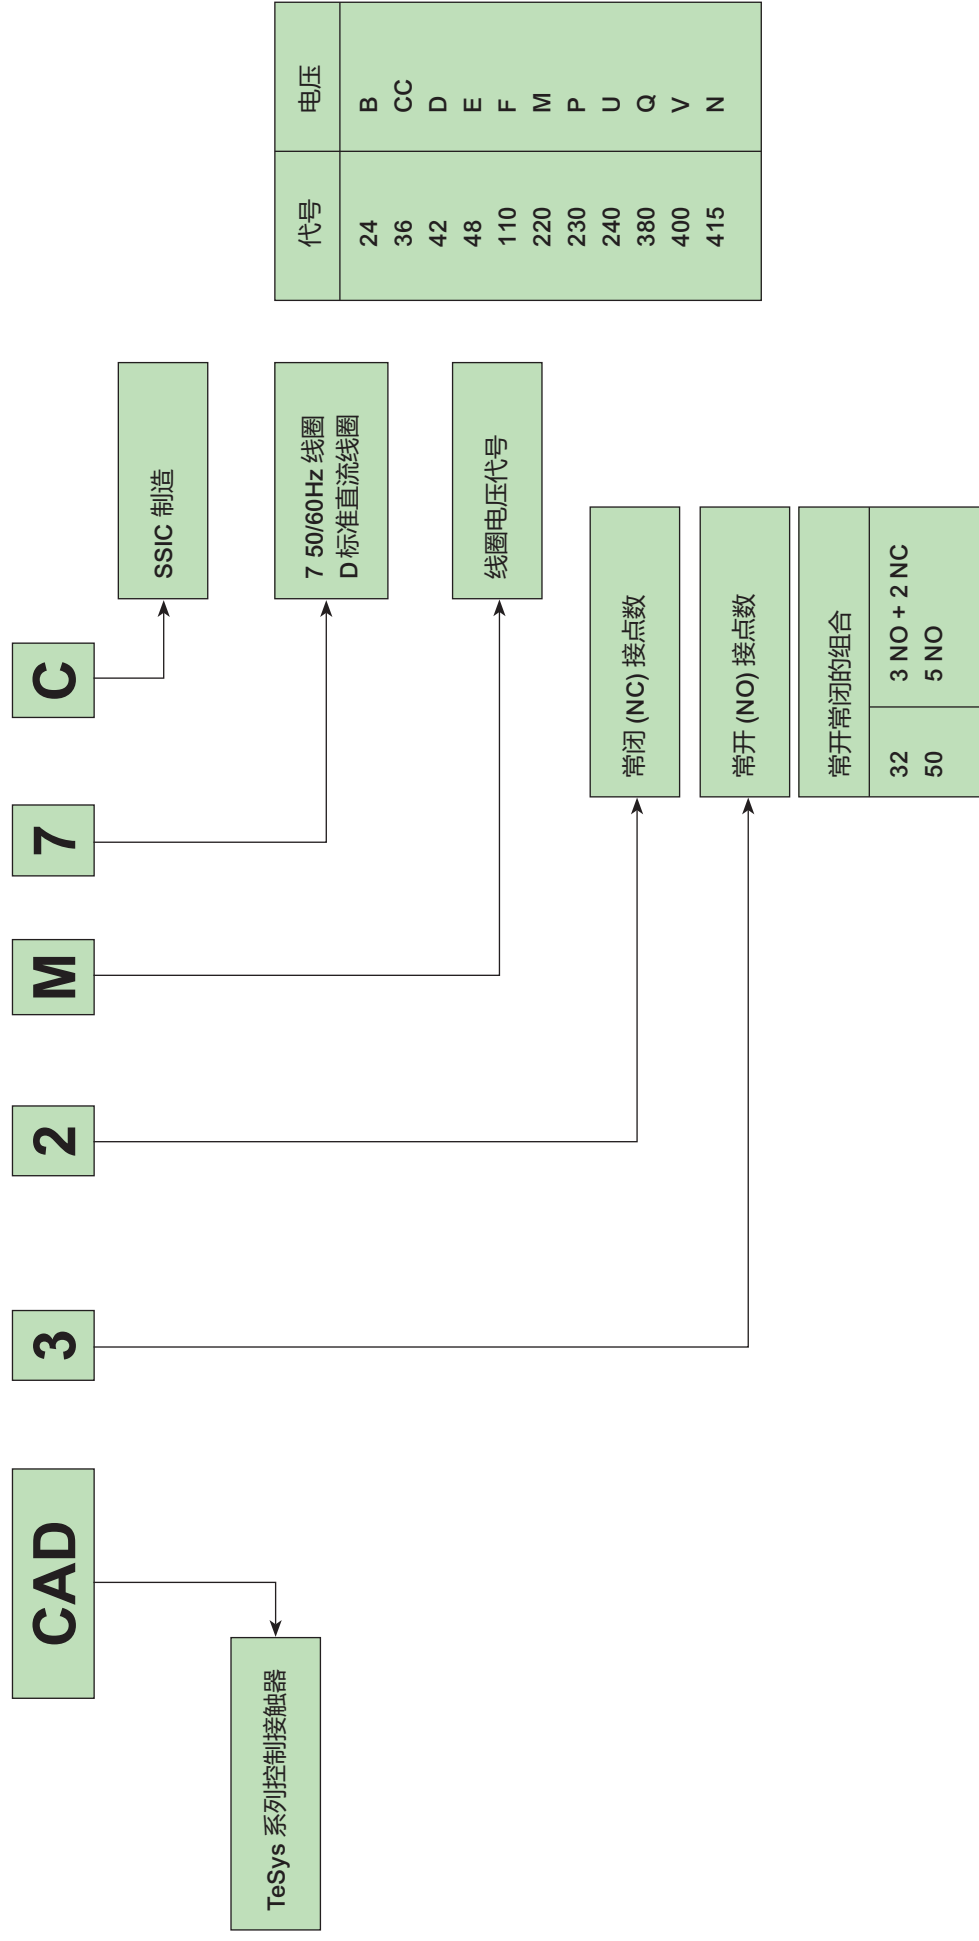 CAD
3
2
M
7
C
TeSys 系列控制接触器
SSIC 制造
7 50/60Hz 线圈
D 标准直流线圈
线圈电压代号
常闭 (NC) 接点数
常开 (NO) 接点数
常开常闭的组合
32 3 NO + 2 NC
50 5 NO
代号 电压
24 B
36 CC
42 D
48 E
110 F
220 M
230 P
240 U
380 Q
400 V
415 N